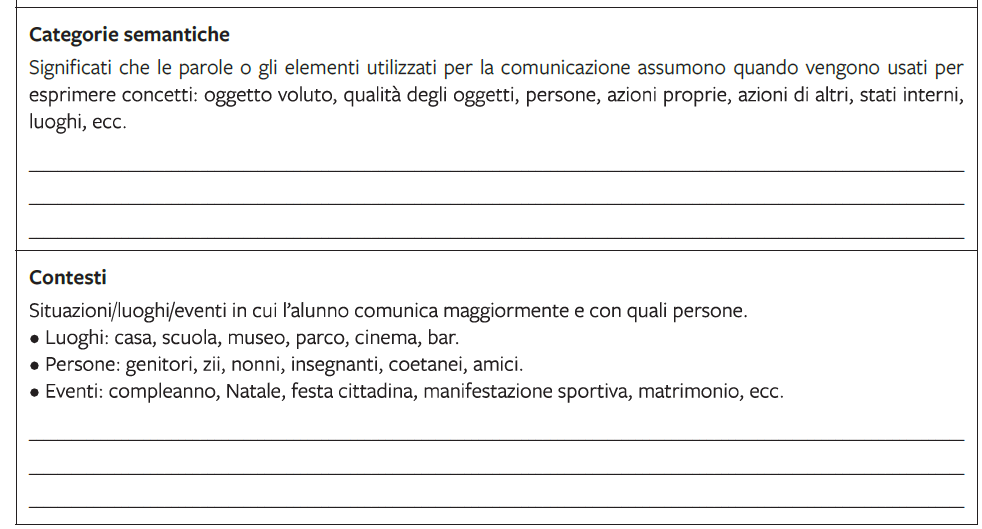 Categorie semantiche
Significati che le parole o gli elementi utilizzati per la comunicazione assumono quando vengono usati per
esprimere concetti: oggetto voluto, qualità degli oggetti, persone, azioni proprie, azioni di altri, stati interni,
luoghi, ecc.
Contesti
Situazioni/luoghi/eventi in cui l’alunno comunica maggiormente e con quali persone.
● Luoghi: casa, scuola, museo, parco, cinema, bar.
● Persone: genitori, zii, nonni, insegnanti, coetanei, amici.
● Eventi: compleanno, Natale, festa cittadina, manifestazione sportiva, matrimonio, ecc.